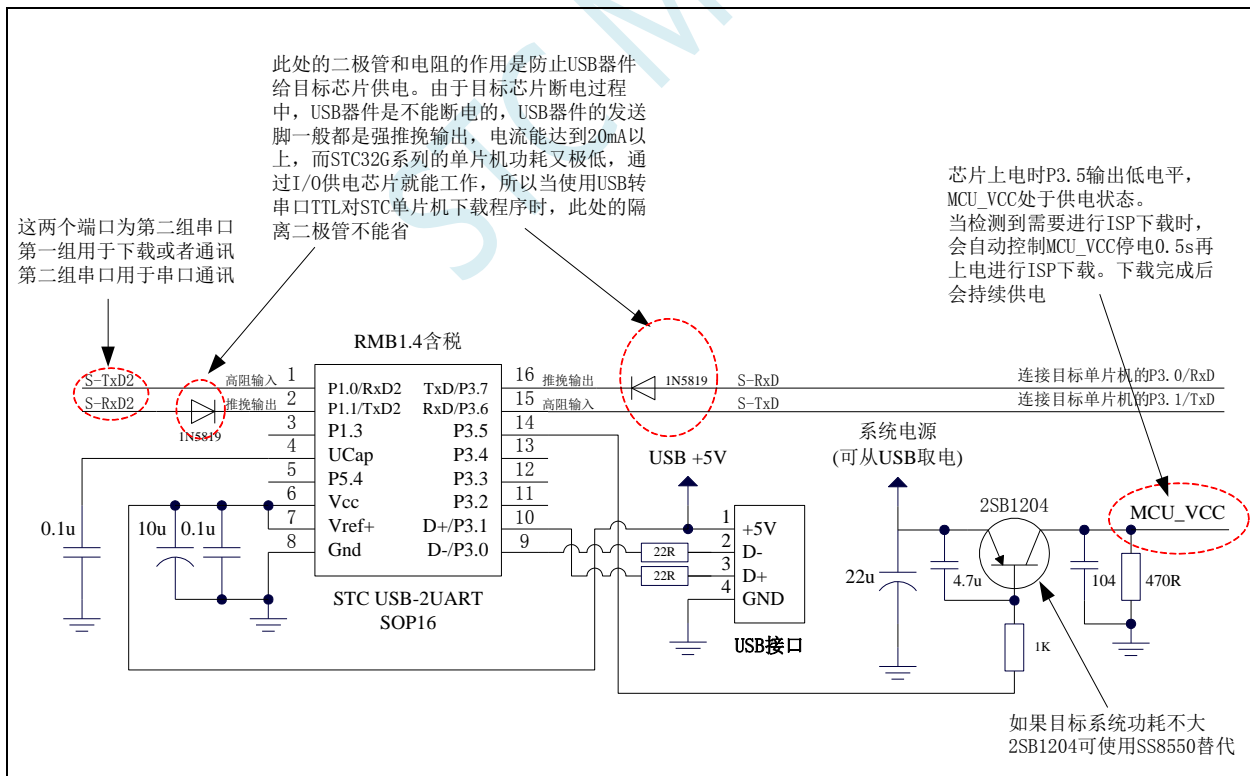 STC M
此处的二极管和电阻的作用是防止USB器件
给目标芯片供电。由于目标芯片断电过程
中，USB器件是不能断电的，USB器件的发送
脚一般都是强推挽输出，电流能达到20mA以
上，而STC32G系列的单片机功耗又极低，通
过I/O供电芯片就能工作，所以当使用USB转
串口TTL对STC单片机下载程序时，此处的隔
离二极管不能省
芯片上电时P3.5输出低电平，
MCU_VCC处于供电状态。
当检测到需要进行ISP下载时，
会自动控制MCU_VCC停电0.5s再
上电进行ISP下载。下载完成后
会持续供电
这两个端口为第二组串口
第一组用于下载或者通讯
第二组串口用于串口通讯
RMB1.4含税
S-TxD2
高阻输入
1
P1.0/RxD2
TxD/P3.7
16
推挽输出
1N5819
S-RxD
连接目标单片机的P3.0/RxD
S-RxD2
1N5819
推挽输出
2
P1.1/TxD2
RxD/P3.6
15
高阻输入
S-TxD
连接目标单片机的P3.1/TxD
3
P1.3
P3.5
14
4
UCap
P3.4
13
5
P5.4
P3.3
12
6
Vcc
P3.2
11
7
Vref+
D+/P3.1
10
8
Gnd
D-/P3.0
9
STC USB-2UART
SOP16
0.1u
10u
0.1u
USB +5V
22R
22R
1
+5V
2
D-
3
D+
4
GND
USB接口
系统电源
(可从USB取电)
2SB1204
MCU_VCC
22u
4.7u
104
470R
1K
如果目标系统功耗不大
2SB1204可使用SS8550替代